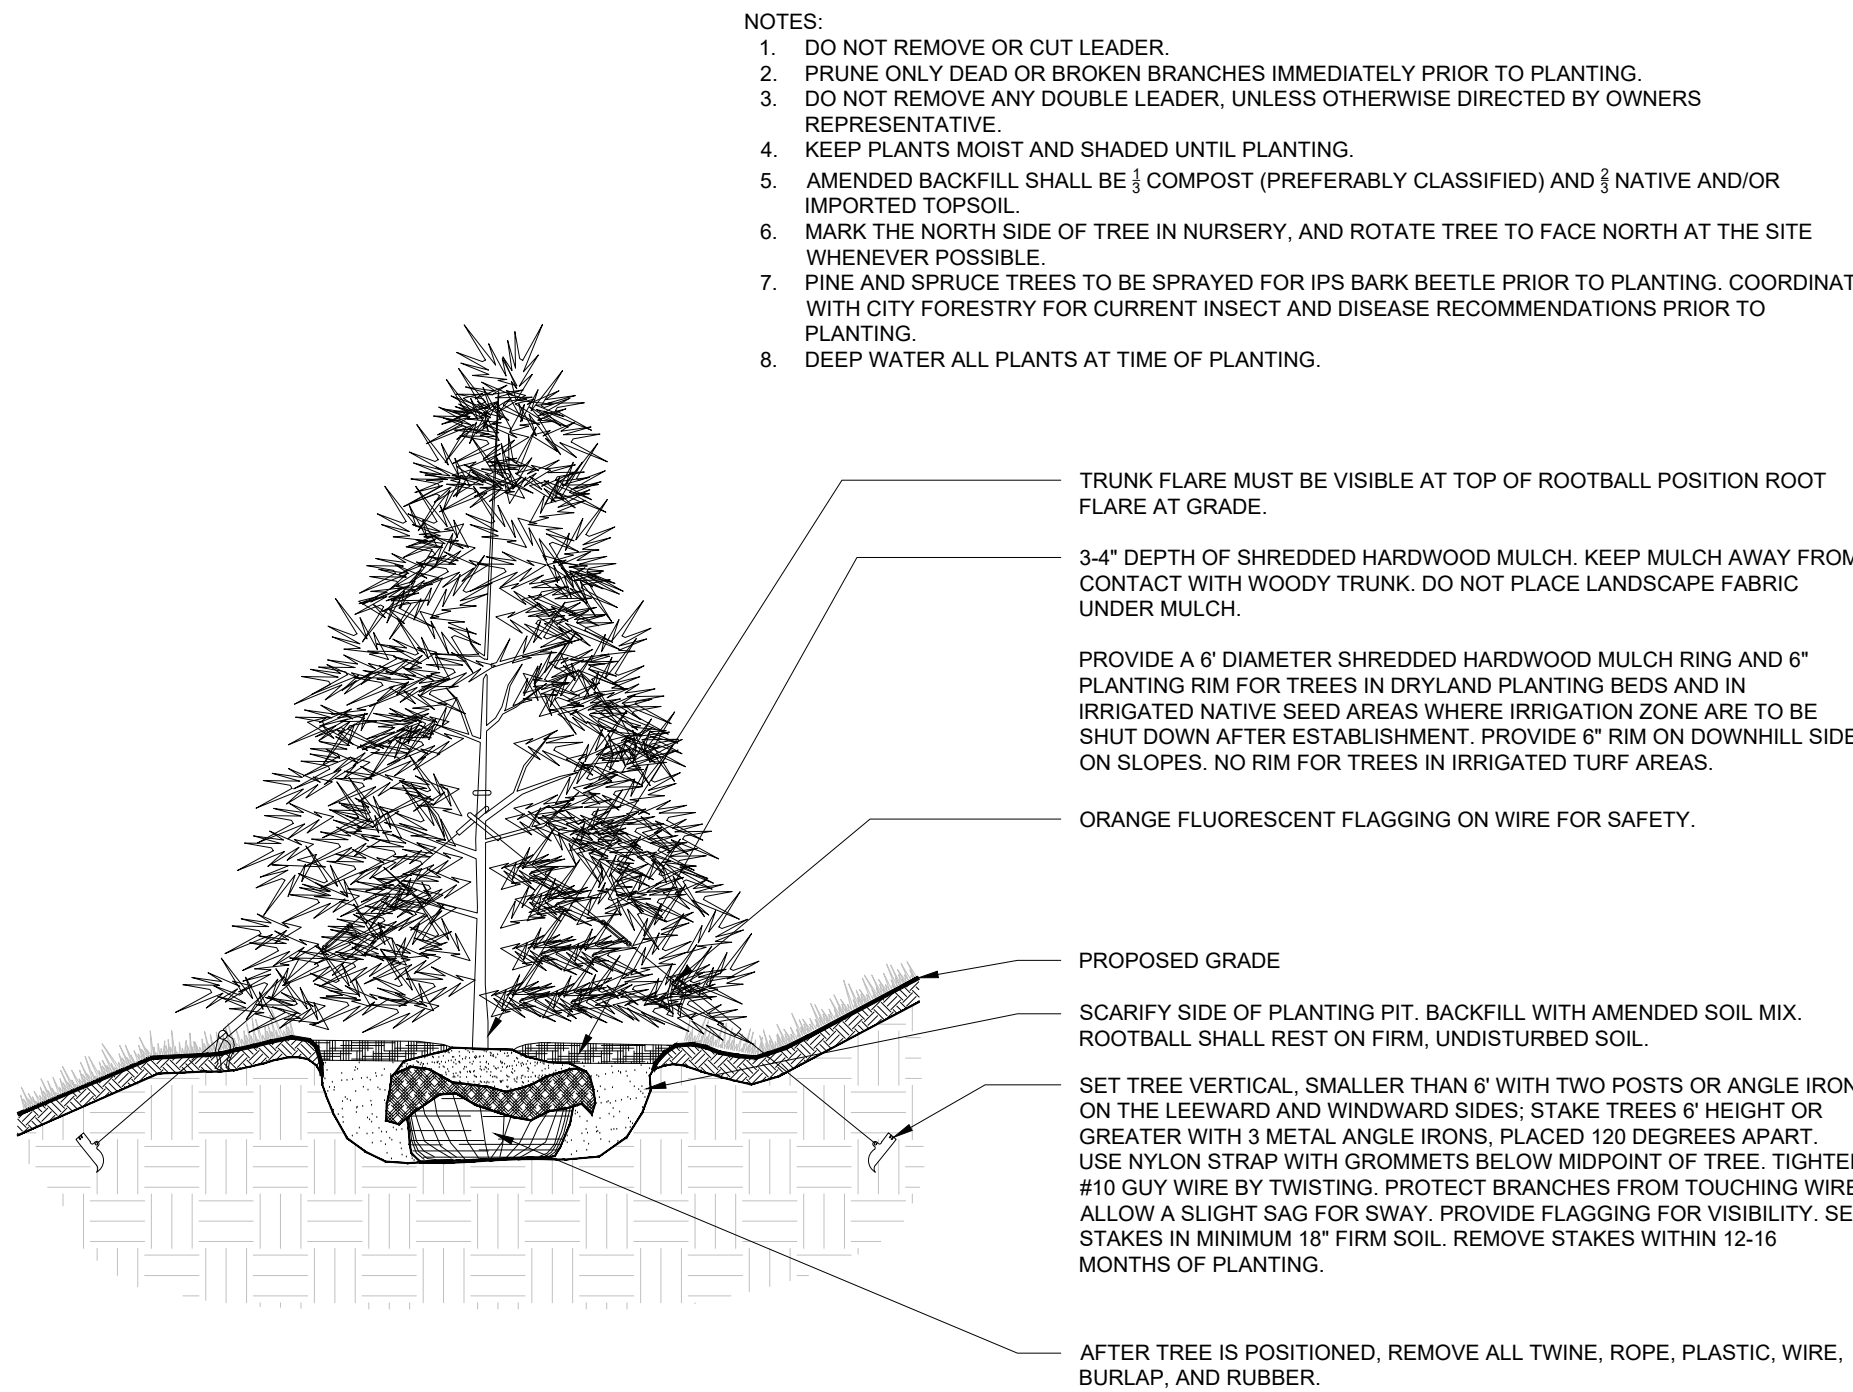 NOTES:
1. DO NOT REMOVE OR CUT LEADER.
2. PRUNE ONLY DEAD OR BROKEN BRANCHES IMMEDIATELY PRIOR TO PLANTING.
3. DO NOT REMOVE ANY DOUBLE LEADER, UNLESS OTHERWISE DIRECTED BY OWNERS
REPRESENTATIVE.
4. KEEP PLANTS MOIST AND SHADED UNTIL PLANTING.
5. AMENDED BACKFILL SHALL BE 1/3 COMPOST (PREFERABLY CLASSIFIED) AND 2/3 NATIVE AND/OR
IMPORTED TOPSOIL.
6. MARK THE NORTH SIDE OF TREE IN NURSERY, AND ROTATE TREE TO FACE NORTH AT THE SITE
WHENEVER POSSIBLE.
7. PINE AND SPRUCE TREES TO BE SPRAYED FOR IPS BARK BEETLE PRIOR TO PLANTING. COORDINAT
WITH CITY FORESTRY FOR CURRENT INSECT AND DISEASE RECOMMENDATIONS PRIOR TO
PLANTING.
8. DEEP WATER ALL PLANTS AT TIME OF PLANTING.
TRUNK FLARE MUST BE VISIBLE AT TOP OF ROOTBALL POSITION ROOT
FLARE AT GRADE.
3-4" DEPTH OF SHREDDED HARDWOOD MULCH. KEEP MULCH AWAY FROM
CONTACT WITH WOODY TRUNK. DO NOT PLACE LANDSCAPE FABRIC
UNDER MULCH.
PROVIDE A 6' DIAMETER SHREDDED HARDWOOD MULCH RING AND 6"
PLANTING RIM FOR TREES IN DRYLAND PLANTING BEDS AND IN
IRRIGATED NATIVE SEED AREAS WHERE IRRIGATION ZONE ARE TO BE
SHUT DOWN AFTER ESTABLISHMENT. PROVIDE 6" RIM ON DOWNHILL SIDE
ON SLOPES. NO RIM FOR TREES IN IRRIGATED TURF AREAS.
ORANGE FLUORESCENT FLAGGING ON WIRE FOR SAFETY.
PROPOSED GRADE
SCARIFY SIDE OF PLANTING PIT. BACKFILL WITH AMENDED SOIL MIX.
ROOTBALL SHALL REST ON FIRM, UNDISTURBED SOIL.
SET TREE VERTICAL, SMALLER THAN 6' WITH TWO POSTS OR ANGLE IRON
ON THE LEEWARD AND WINDWARD SIDES; STAKE TREES 6' HEIGHT OR
GREATER WITH 3 METAL ANGLE IRONS, PLACED 120 DEGREES APART.
USE NYLON STRAP WITH GROMMETS BELOW MIDPOINT OF TREE. TIGHTE
#10 GUY WIRE BY TWISTING. PROTECT BRANCHES FROM TOUCHING WIRE
ALLOW A SLIGHT SAG FOR SWAY. PROVIDE FLAGGING FOR VISIBILITY. SE
STAKES IN MINIMUM 18" FIRM SOIL. REMOVE STAKES WITHIN 12-16
MONTHS OF PLANTING.
AFTER TREE IS POSITIONED, REMOVE ALL TWINE, ROPE, PLASTIC, WIRE,
BURLAP, AND RUBBER.